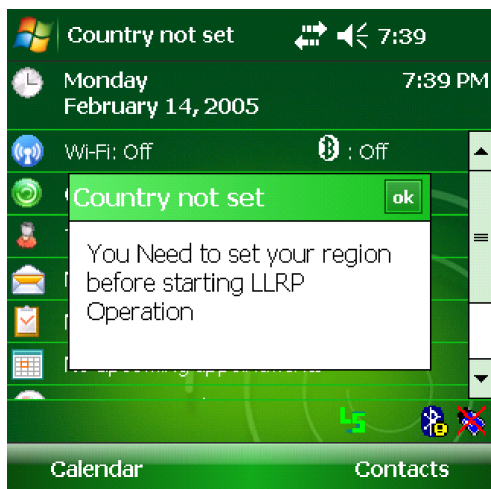 Country not set 7:39
Monday 7:39 PM
February 14, 2005
Wi-Fi: Off : Off
Country not set ok
You Need to set your region
before starting LLRP
Operation
Calendar Contacts